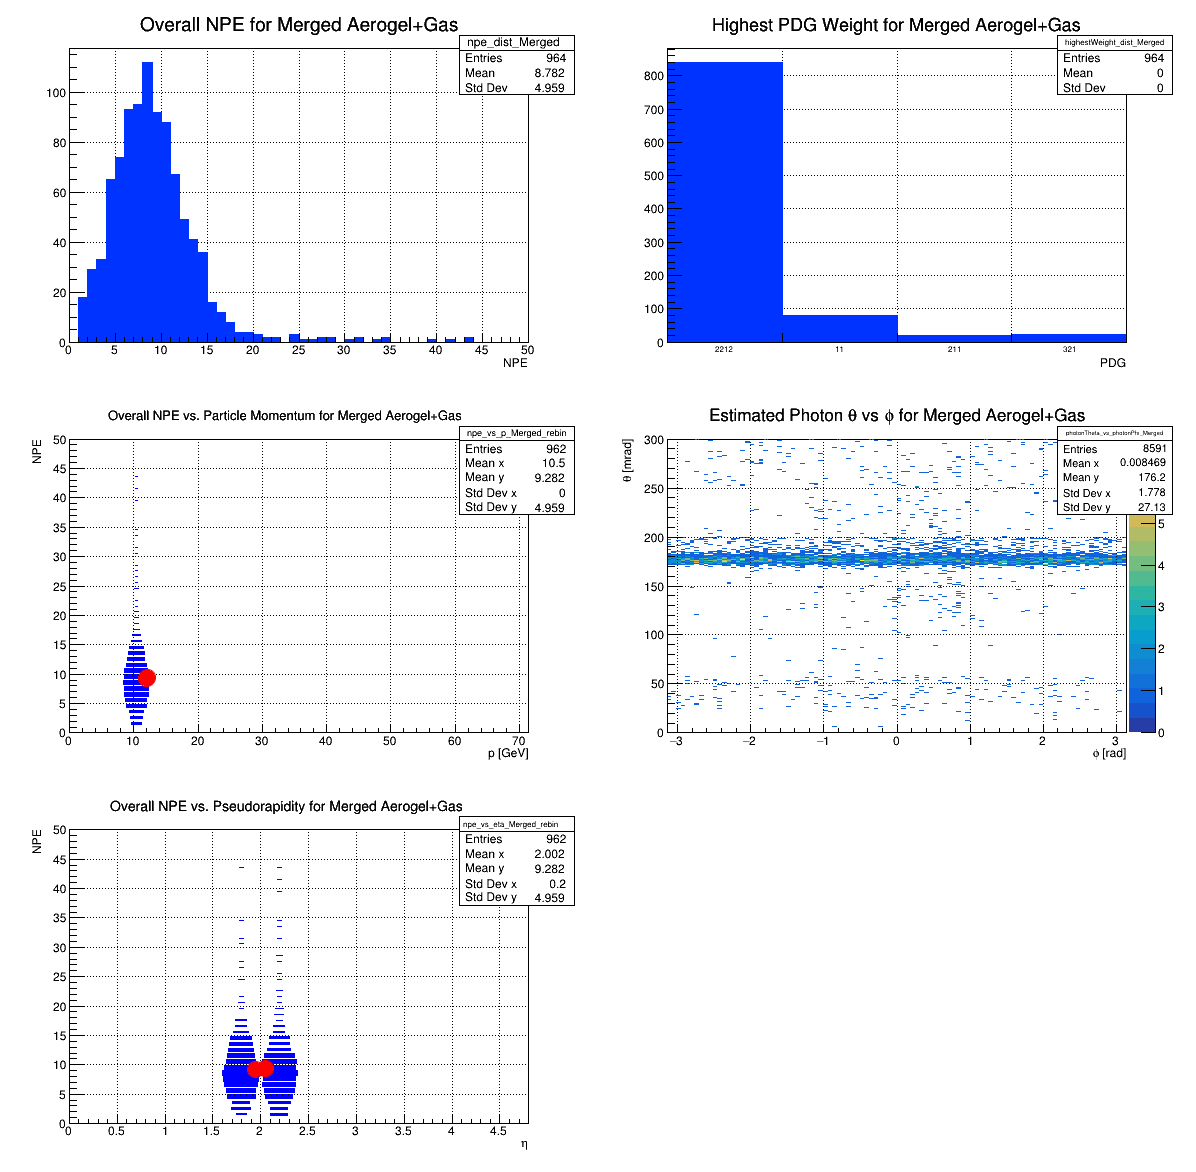 Overall NPE for Merged Aerogel+Gas
npe_dist_Merged
Entries 964
Mean 8.782
Std Dev 4.959
100
80
60
40
20
0
0 5 10 15 20 25 30 35 40 45 50
NPE
Highest PDG Weight for Merged Aerogel+Gas
highestWeight_dist_Merged
Entries 964
Mean 0
Std Dev 0
800
700
600
500
400
300
200
100
0
2212 11 211 321
PDG
Overall NPE vs. Particle Momentum for Merged Aerogel+Gas
npe_vs_p_Merged_rebin
Entries 962
Mean x 10.5
Mean y 9.282
Std Dev x 0
Std Dev y 4.959
NPE
50
45
40
35
30
25
20
15
10
5
0
0 10 20 30 40 50 60 70
p [GeV]
Estimated Photon θ vs ϕ for Merged Aerogel+Gas
photonTheta_vs_photonPhi_Merged
Entries 8591
Mean x 0.008469
Mean y 176.2
Std Dev x 1.778
Std Dev y 27.13
θ [mrad]
300
250
200
150
100
50
0
−3 −2 −1 0 1 2 3
ϕ [rad]
5
4
3
2
1
0
Overall NPE vs. Pseudorapidity for Merged Aerogel+Gas
npe_vs_eta_Merged_rebin
Entries 962
Mean x 2.002
Mean y 9.282
Std Dev x 0.2
Std Dev y 4.959
NPE
50
45
40
35
30
25
20
15
10
5
0
0 0.5 1 1.5 2 2.5 3 3.5 4 4.5
η